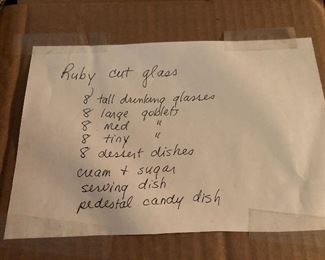 Ruby cut glass
8 tall drinking glasses
8 large goblets
8 med "
8 tiny "
8 dessert dishes
cream + sugar
serving dish
pedestal candy dish